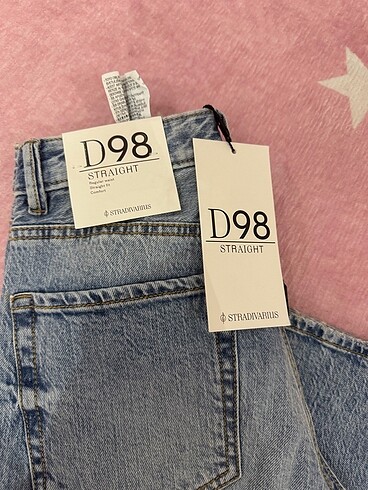 D98
STRAIGHT
Regular waist
Straight fit
Comfort
STRADIVARIUS
D98
STRAIGHT
STRADIVARIUS